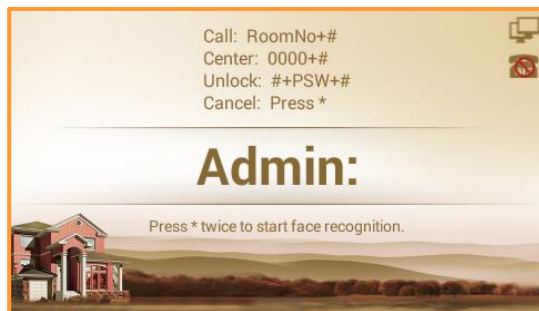 Call: RoomNo+#
Center: 0000+#
Unlock: #+PSW+#
Cancel: Press *
Admin:
Press * twice to start face recognition.